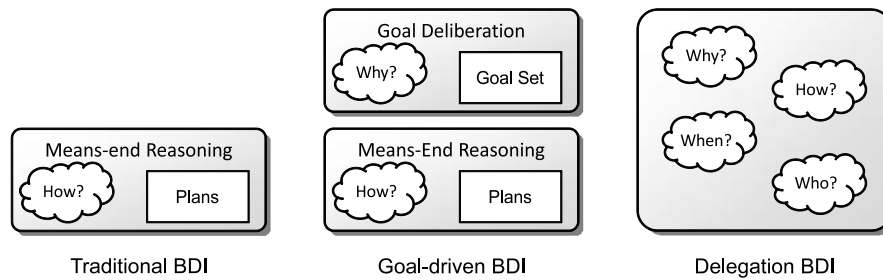 Means-end Reasoning
How?
Plans
Traditional BDI
Goal Deliberation
Why?
Goal Set
Means-End Reasoning
How?
Plans
Goal-driven BDI
Why?
How?
When?
Who?
Delegation BDI